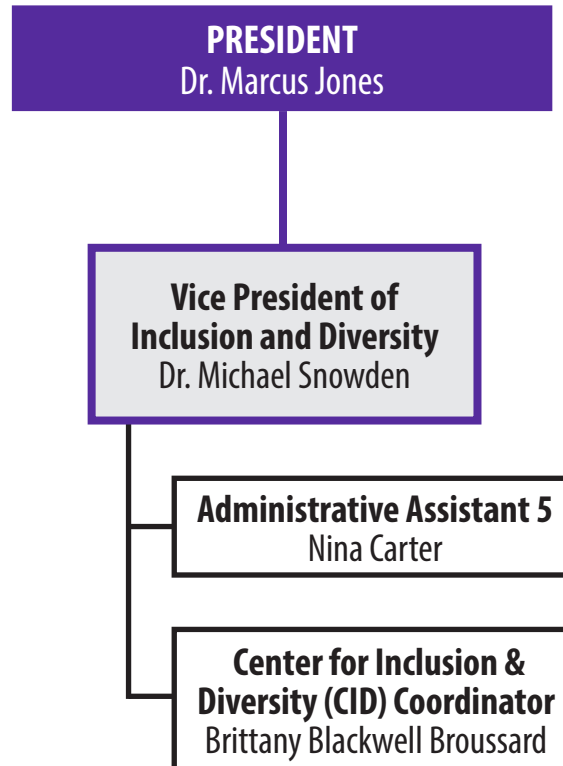 PRESIDENT
Dr. Marcus Jones
Vice President of
Inclusion and Diversity
Dr. Michael Snowden
Administrative Assistant 5
Nina Carter
Center for Inclusion &
Diversity (CID) Coordinator
Brittany Blackwell Broussard